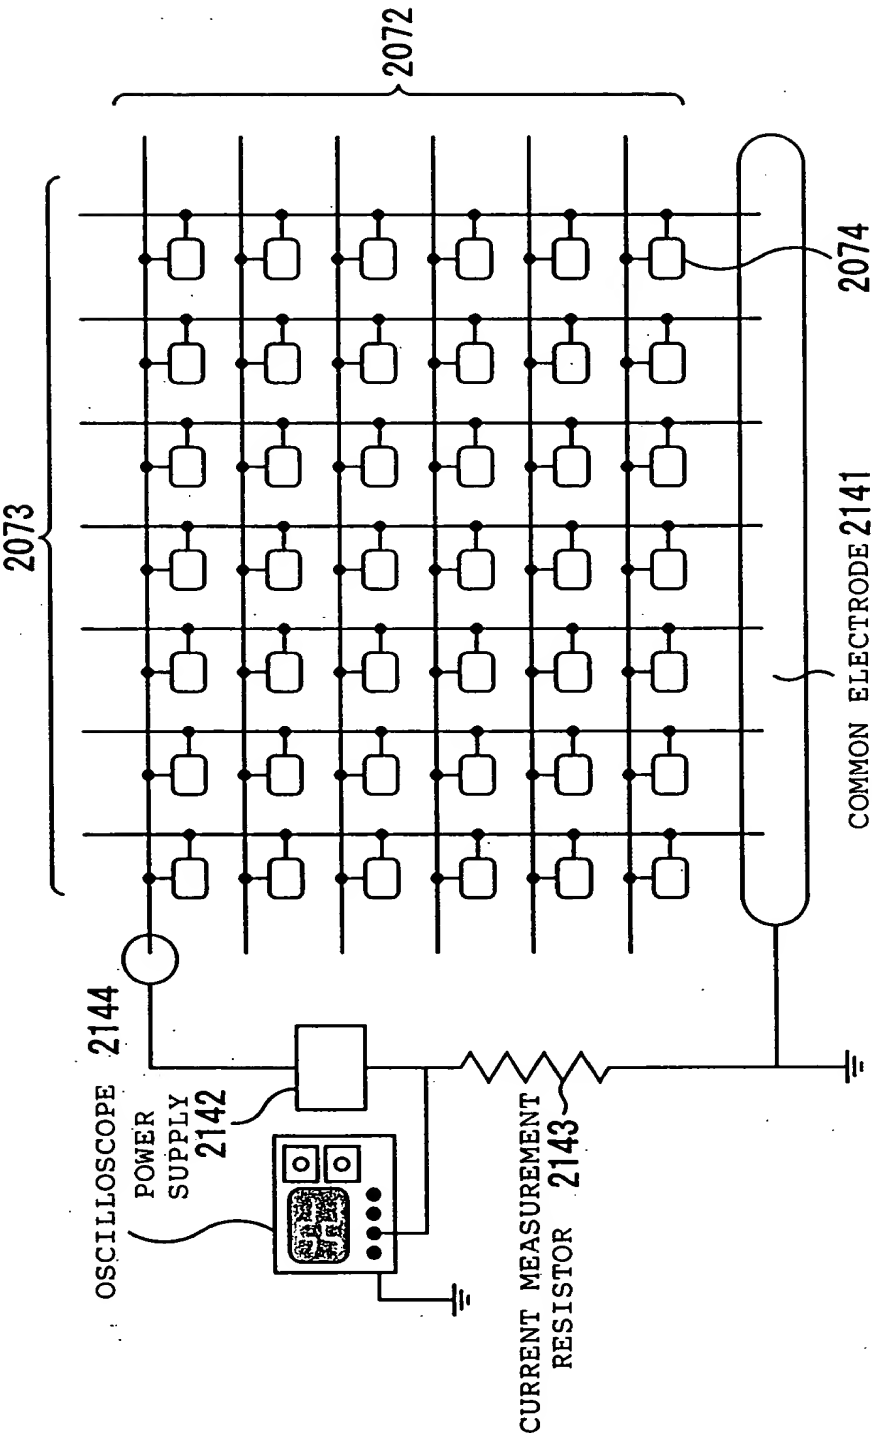 2073
2072
OSCILLOSCOPE 2144
POWER
SUPPLY
2142
CURRENT MEASUREMENT
RESISTOR 2143
COMMON ELECTRODE 2141
2074